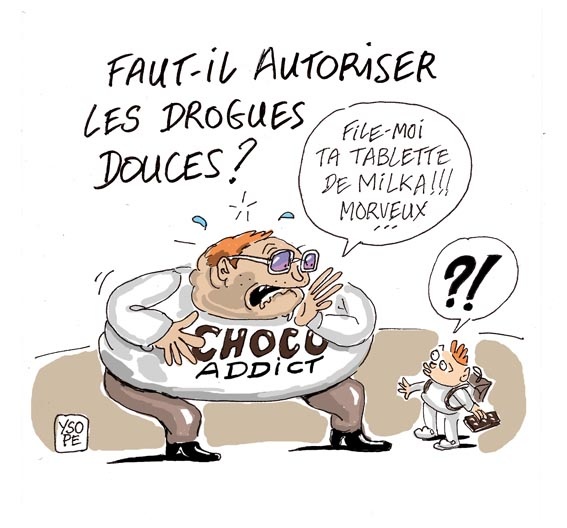 FAUT-iL AUTORiSER
LES DROGUES
DOUCES ?
FiLE-MOi
TA TABLETTE
DE MiLKA!!!
MORVEUX
...
?!
CHOCO
ADDiCT
YSO
PE